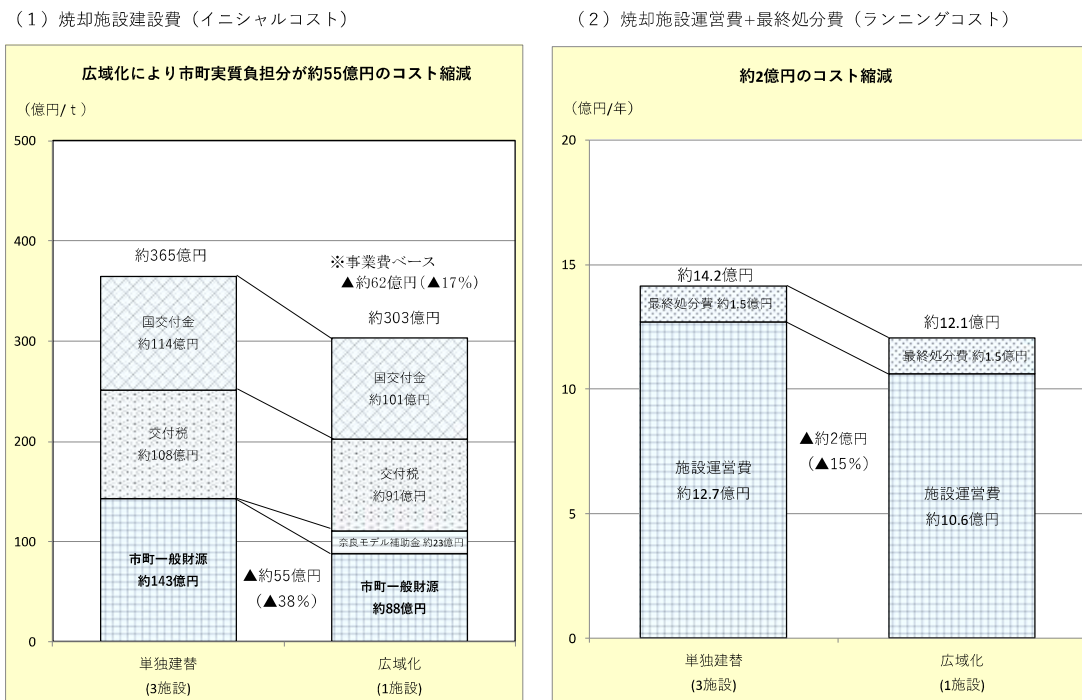 （１）焼却施設建設費（イニシャルコスト）
広域化により市町実質負担分が約55億円のコスト縮減
（億円/ｔ）
500
400
300
200
100
0
約365億円
国交付金
約114億円
交付税
約108億円
市町一般財源
約143億円
※事業費ベース
▲約62億円（▲17%）
約303億円
国交付金
約101億円
交付税
約91億円
奈良モデル補助金 約23億円
市町一般財源
約88億円
▲約55億円
（▲38%）
単独建替
(3施設)
広域化
(1施設)
（２）焼却施設運営費+最終処分費（ランニングコスト）
約2億円のコスト縮減
（億円/年）
20
15
10
5
0
約14.2億円
最終処分費 約1.5億円
施設運営費
約12.7億円
▲約2億円
（▲15%）
約12.1億円
最終処分費 約1.5億円
施設運営費
約10.6億円
単独建替
(3施設)
広域化
(1施設)